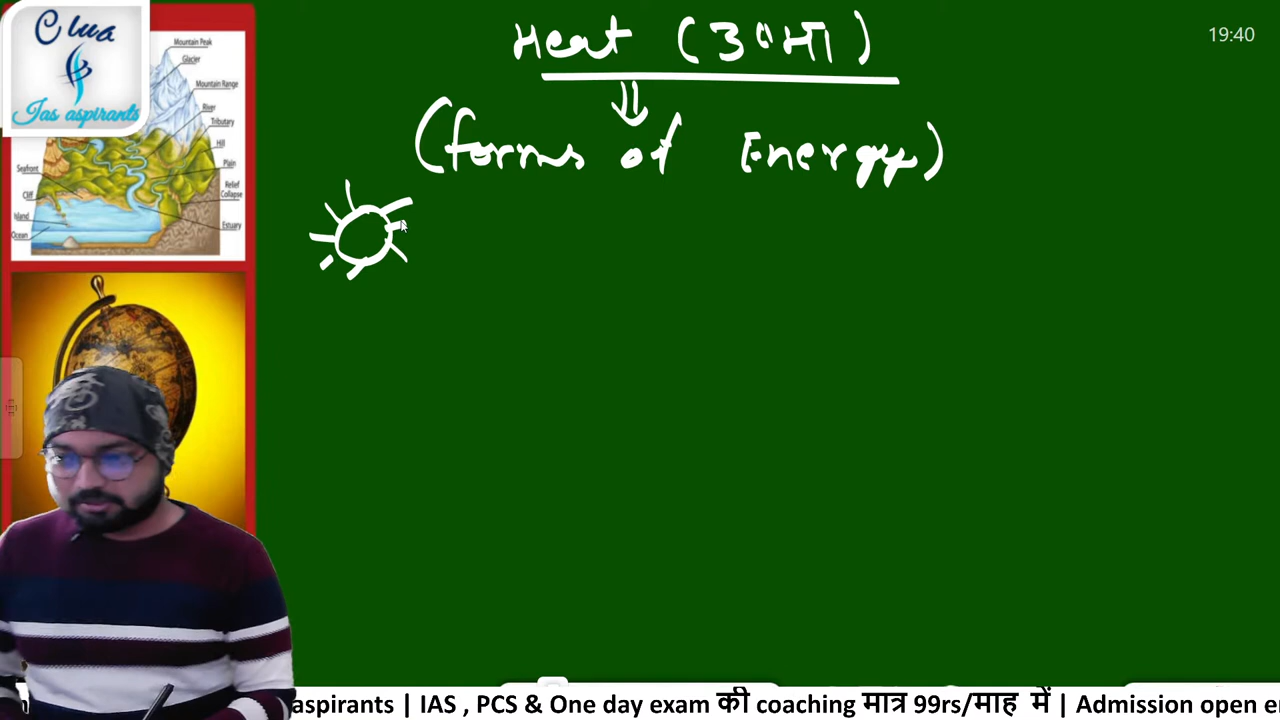 Clua
Ias aspirants
Mountain Peak
Glacier
Mountain Range
River
Tributary
Hill
Plain
Seafront
Relief
Collapse
Cliff
Island
Estuary
Ocean
Heat (उष्मा)
(forms of Energy)
19:40
aspirants | IAS , PCS & One day exam की coaching मात्र 99rs/माह में | Admission open